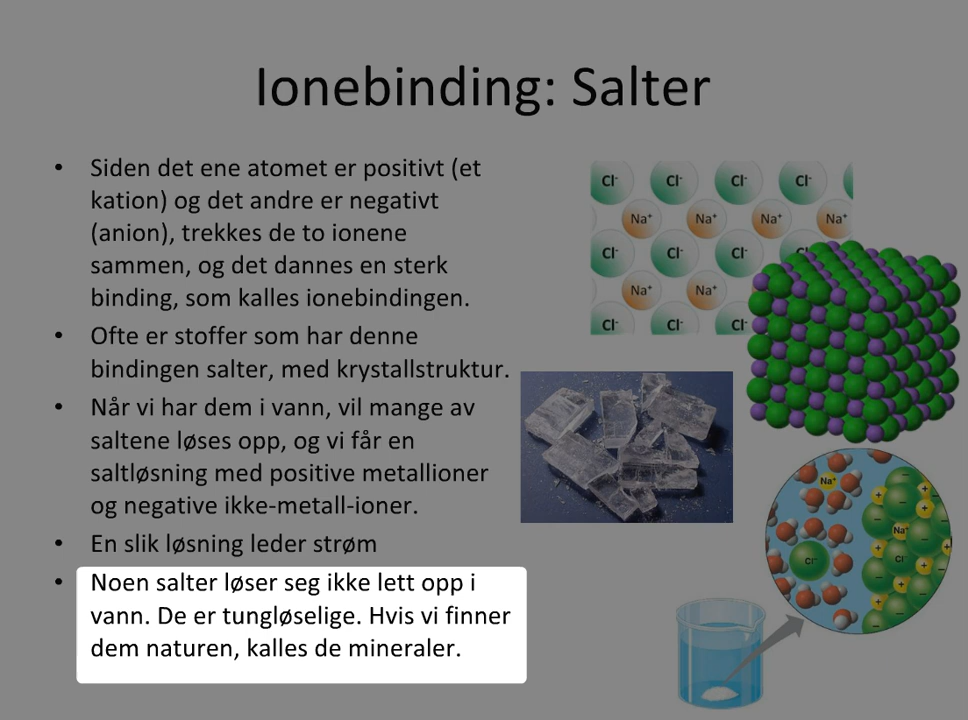 Ionebinding: Salter
• Siden det ene atomet er positivt (et
kation) og det andre er negativt
(anion), trekkes de to ionene
sammen, og det dannes en sterk
binding, som kalles ionebindingen.
• Ofte er stoffer som har denne
bindingen salter, med krystallstruktur.
• Når vi har dem i vann, vil mange av
saltene løses opp, og vi får en
saltløsning med positive metallioner
og negative ikke-metall-ioner.
• En slik løsning leder strøm
• Noen salter løser seg ikke lett opp i
vann. De er tungløselige. Hvis vi finner
dem naturen, kalles de mineraler.
Cl⁻ Cl⁻ Cl⁻ Cl⁻
Na⁺ Na⁺ Na⁺ Na⁺
Cl⁻ Cl⁻ Cl⁻ Cl⁻
Na⁺ Na⁺
Cl⁻ Cl⁻ Cl⁻
Na⁺
Na⁺
Cl⁻ Cl⁻